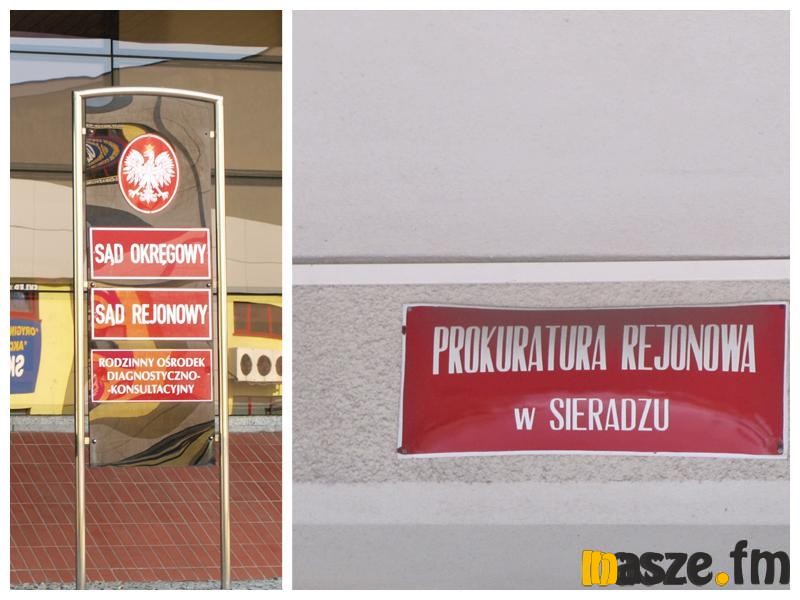 SĄD OKRĘGOWY
SĄD REJONOWY
RODZINNY OŚRODEK
DIAGNOSTYCZNO-
-KONSULTACYJNY
PROKURATURA REJONOWA
w SIERADZU
nasze.fm